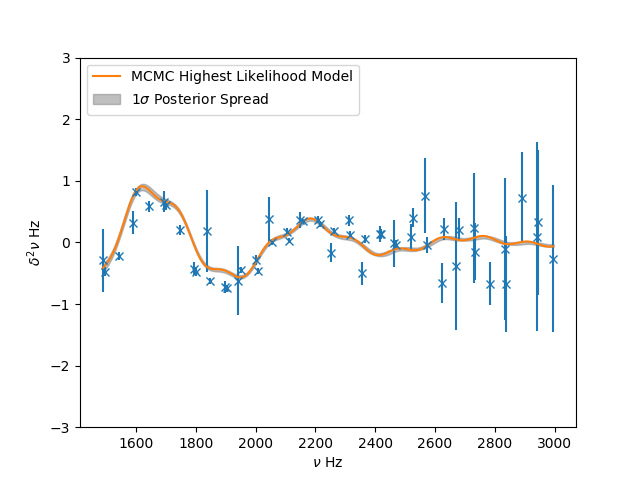 MCMC Highest Likelihood Model
1σ Posterior Spread
3
2
1
0
−1
−2
−3
δ²ν Hz
1600 1800 2000 2200 2400 2600 2800 3000
ν Hz